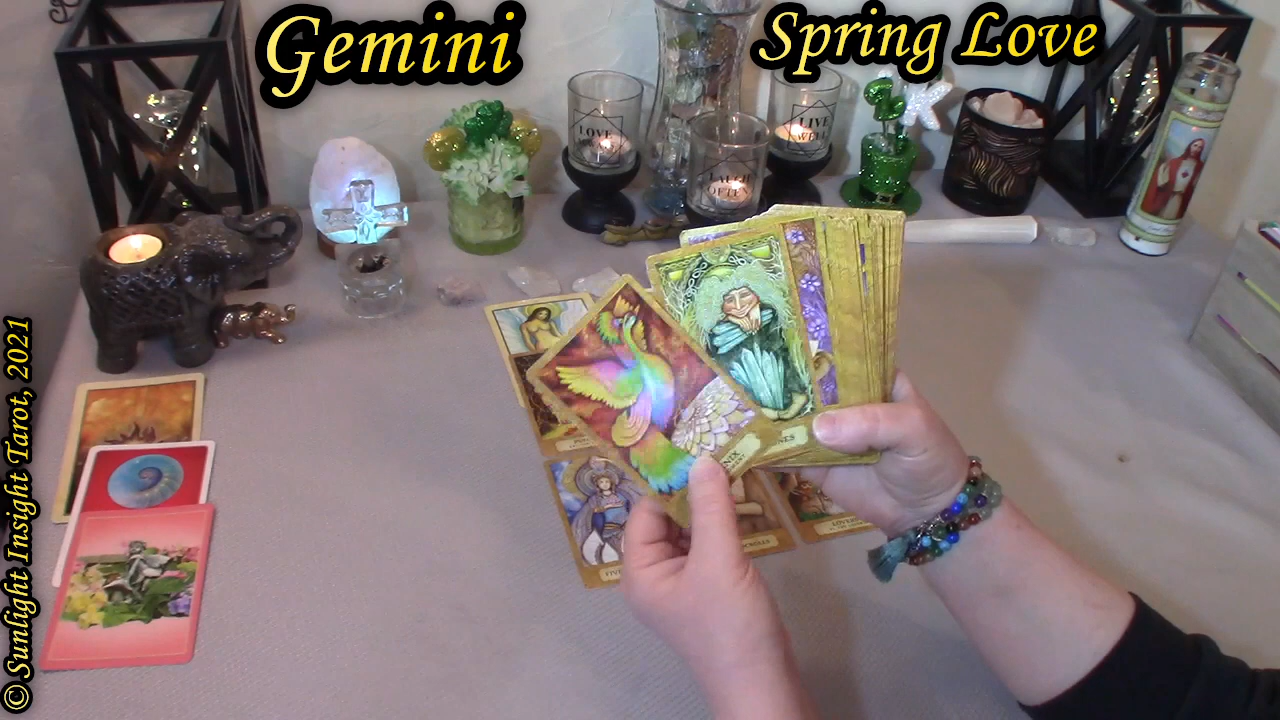 Gemini
Spring Love
© Sunlight Insight Tarot, 2021
LOVE
LIVE
WELL
LAUGH
OFTEN